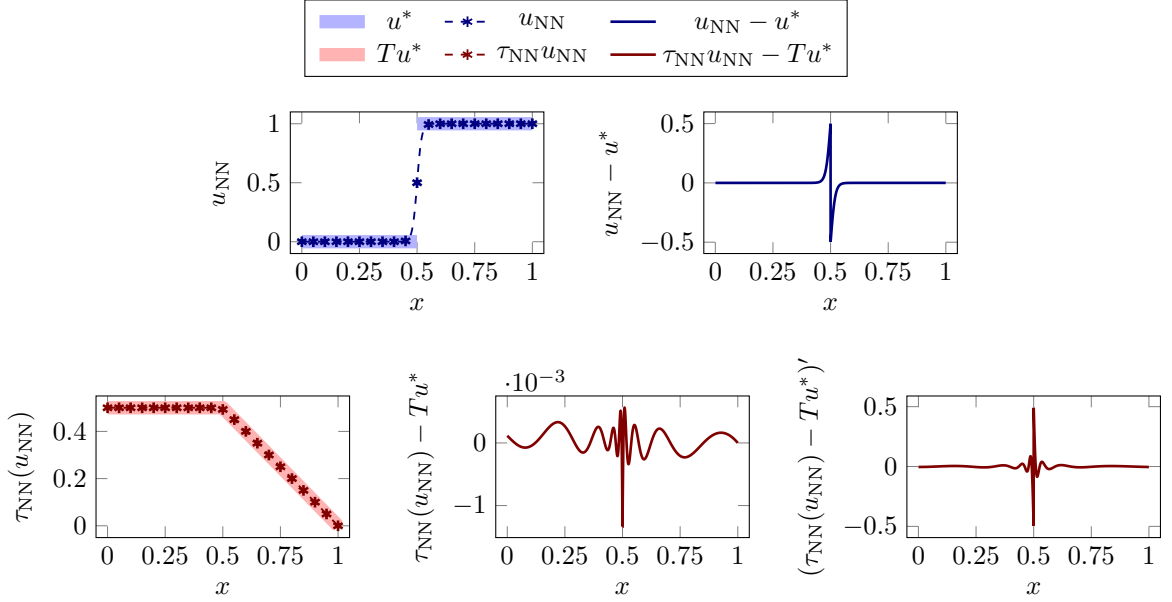 u* u_NN u_NN − u*
Tu* τ_NN u_NN τ_NN u_NN − Tu*
u_NN
1
0.5
0
0 0.25 0.5 0.75 1
x
u_NN − u*
0.5
0
−0.5
0 0.25 0.5 0.75 1
x
τ_NN(u_NN)
0.4
0.2
0
0 0.25 0.5 0.75 1
x
τ_NN(u_NN) − Tu*
·10⁻³
0
−1
0 0.25 0.5 0.75 1
x
(τ_NN(u_NN) − Tu*)′
0.5
0
−0.5
0 0.25 0.5 0.75 1
x